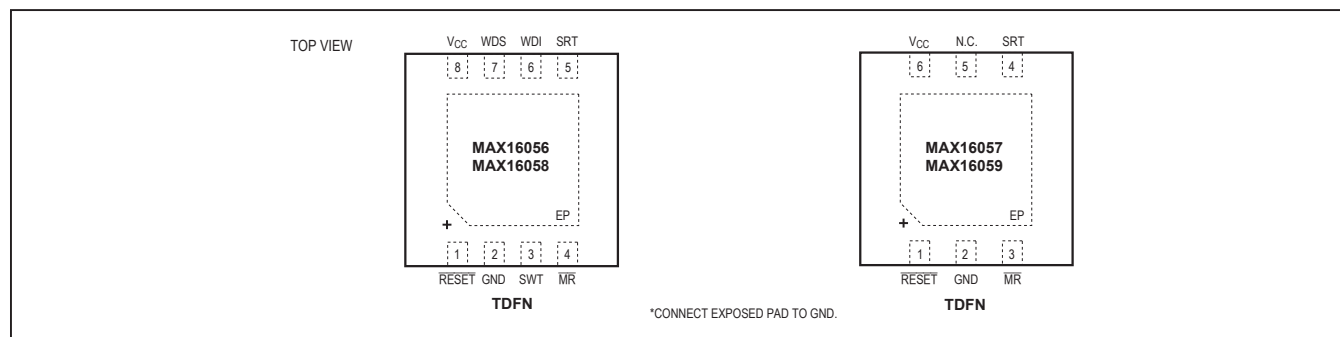 TOP VIEW
VCC WDS WDI SRT
8 7 6 5
MAX16056
MAX16058
EP
+
1 2 3 4
RESET GND SWT MR
TDFN
VCC N.C. SRT
6 5 4
MAX16057
MAX16059
EP
+
1 2 3
RESET GND MR
TDFN
*CONNECT EXPOSED PAD TO GND.